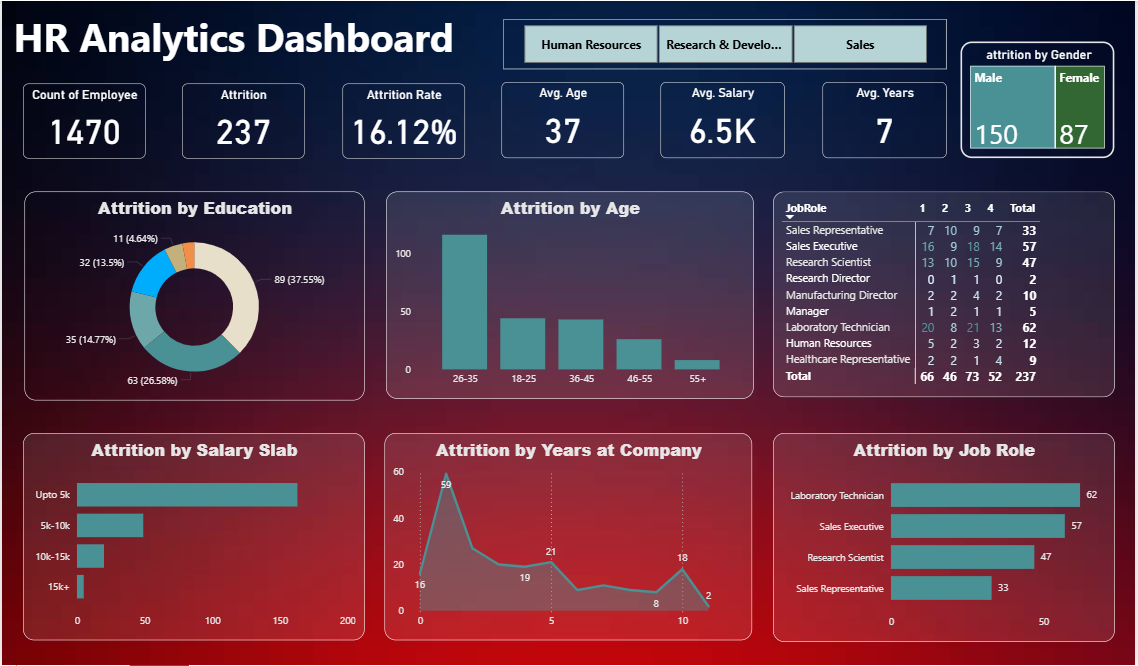 HR Analytics Dashboard
Human Resources
Research & Develo...
Sales
Count of Employee
1470
Attrition
237
Attrition Rate
16.12%
Avg. Age
37
Avg. Salary
6.5K
Avg. Years
7
attrition by Gender
Male Female
150 87
Attrition by Education
11 (4.64%)
32 (13.5%)
89 (37.55%)
35 (14.77%)
63 (26.58%)
Attrition by Age
100
50
0
26-35 18-25 36-45 46-55 55+
JobRole 1 2 3 4 Total
Sales Representative 7 10 9 7 33
Sales Executive 16 9 18 14 57
Research Scientist 13 10 15 9 47
Research Director 0 1 1 0 2
Manufacturing Director 2 2 4 2 10
Manager 1 2 1 1 5
Laboratory Technician 20 8 21 13 62
Human Resources 5 2 3 2 12
Healthcare Representative 2 2 1 4 9
Total 66 46 73 52 237
Attrition by Salary Slab
Upto 5k
5k-10k
10k-15k
15k+
0 50 100 150 200
Attrition by Years at Company
60
40
20
0
59
16
19
21
8
18
2
0 5 10
Attrition by Job Role
Laboratory Technician 62
Sales Executive 57
Research Scientist 47
Sales Representative 33
0 50